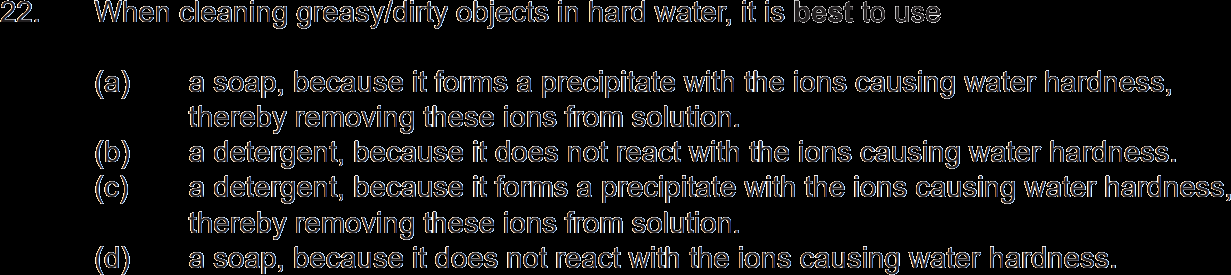 22. When cleaning greasy/dirty objects in hard water, it is best to use
(a) a soap, because it forms a precipitate with the ions causing water hardness,
thereby removing these ions from solution.
(b) a detergent, because it does not react with the ions causing water hardness.
(c) a detergent, because it forms a precipitate with the ions causing water hardness,
thereby removing these ions from solution.
(d) a soap, because it does not react with the ions causing water hardness.